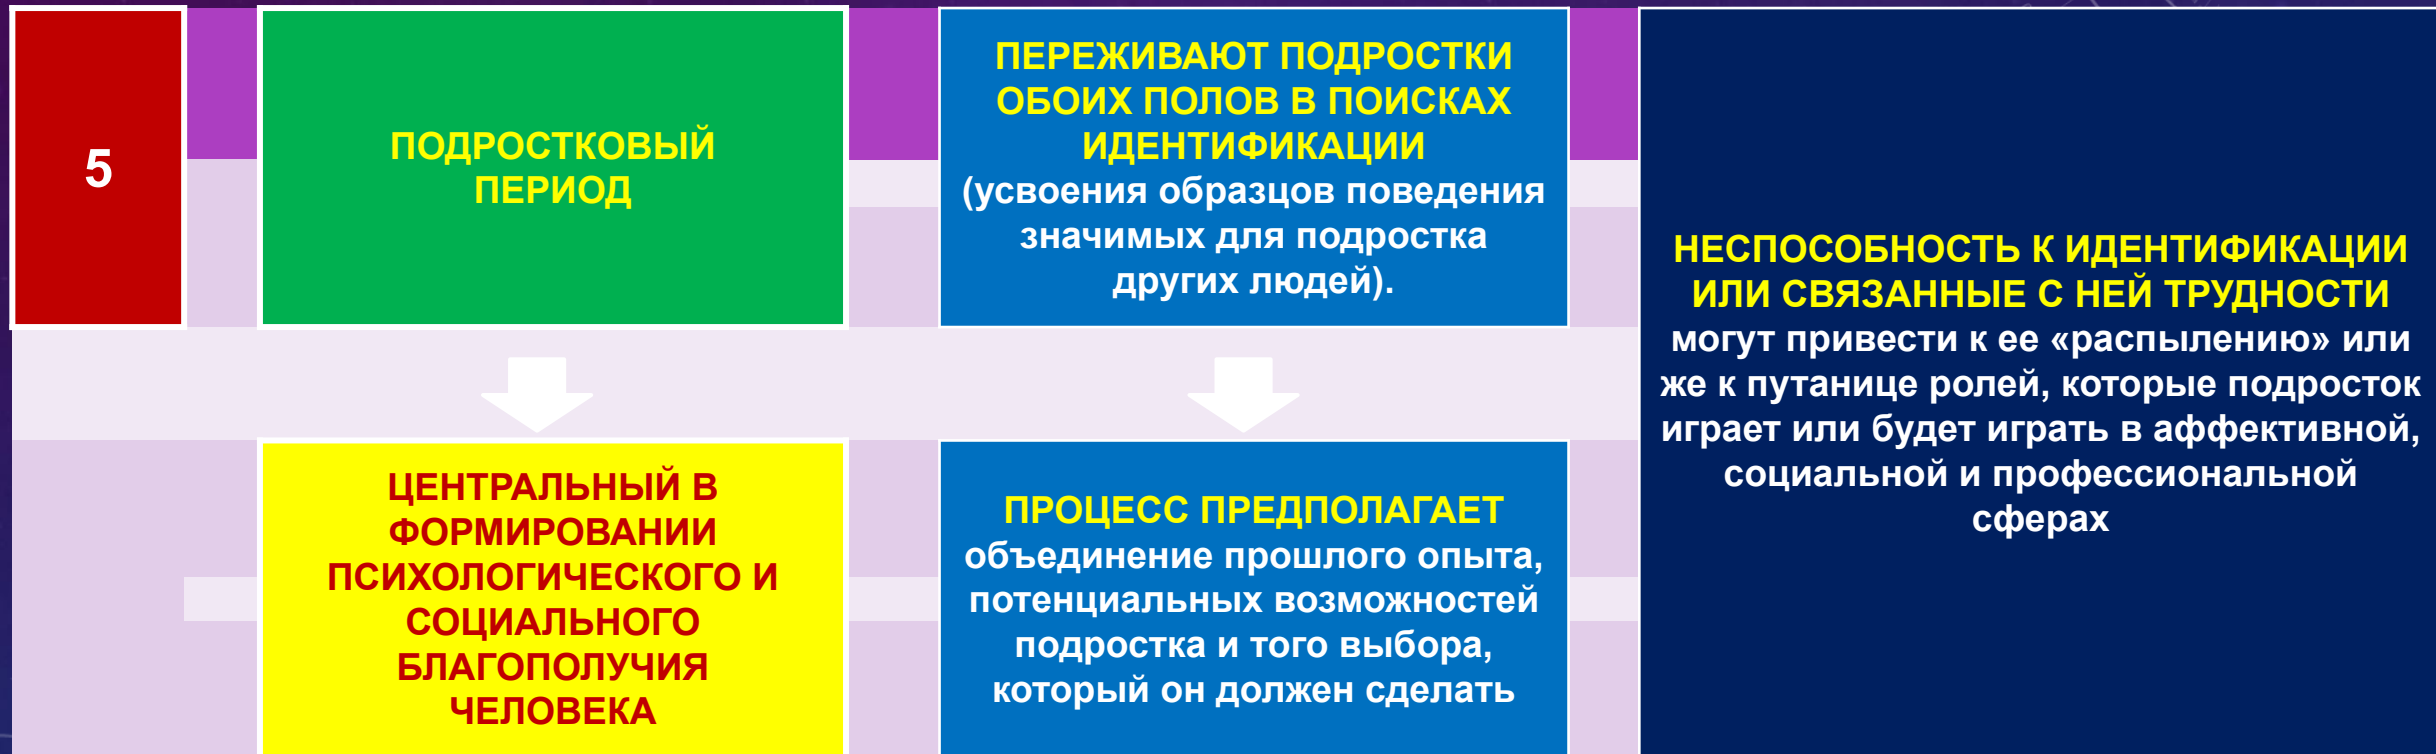 5
ПОДРОСТКОВЫЙ
ПЕРИОД
ЦЕНТРАЛЬНЫЙ В
ФОРМИРОВАНИИ
ПСИХОЛОГИЧЕСКОГО И
СОЦИАЛЬНОГО
БЛАГОПОЛУЧИЯ
ЧЕЛОВЕКА
ПЕРЕЖИВАЮТ ПОДРОСТКИ
ОБОИХ ПОЛОВ В ПОИСКАХ
ИДЕНТИФИКАЦИИ
(усвоения образцов поведения
значимых для подростка
других людей).
ПРОЦЕСС ПРЕДПОЛАГАЕТ
объединение прошлого опыта,
потенциальных возможностей
подростка и того выбора,
который он должен сделать
НЕСПОСОБНОСТЬ К ИДЕНТИФИКАЦИИ
ИЛИ СВЯЗАННЫЕ С НЕЙ ТРУДНОСТИ
могут привести к ее «распылению» или
же к путанице ролей, которые подросток
играет или будет играть в аффективной,
социальной и профессиональной
сферах